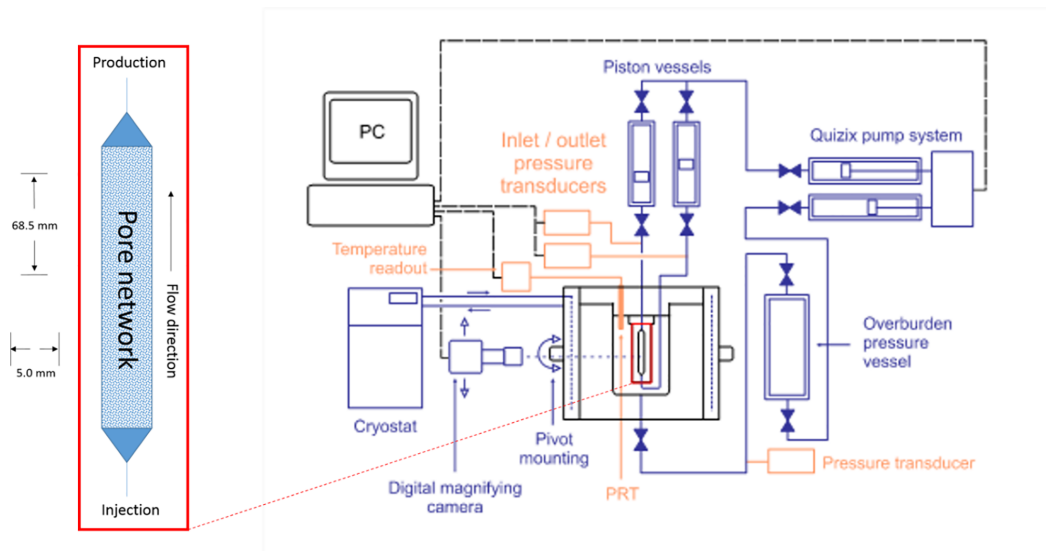 Production
68.5 mm
Pore network
Flow direction
5.0 mm
Injection
PC
Piston vessels
Inlet / outlet
pressure
transducers
Quizix pump system
Temperature
readout
Overburden
pressure
vessel
Cryostat
Pivot
mounting
Digital magnifying
camera
PRT
Pressure transducer